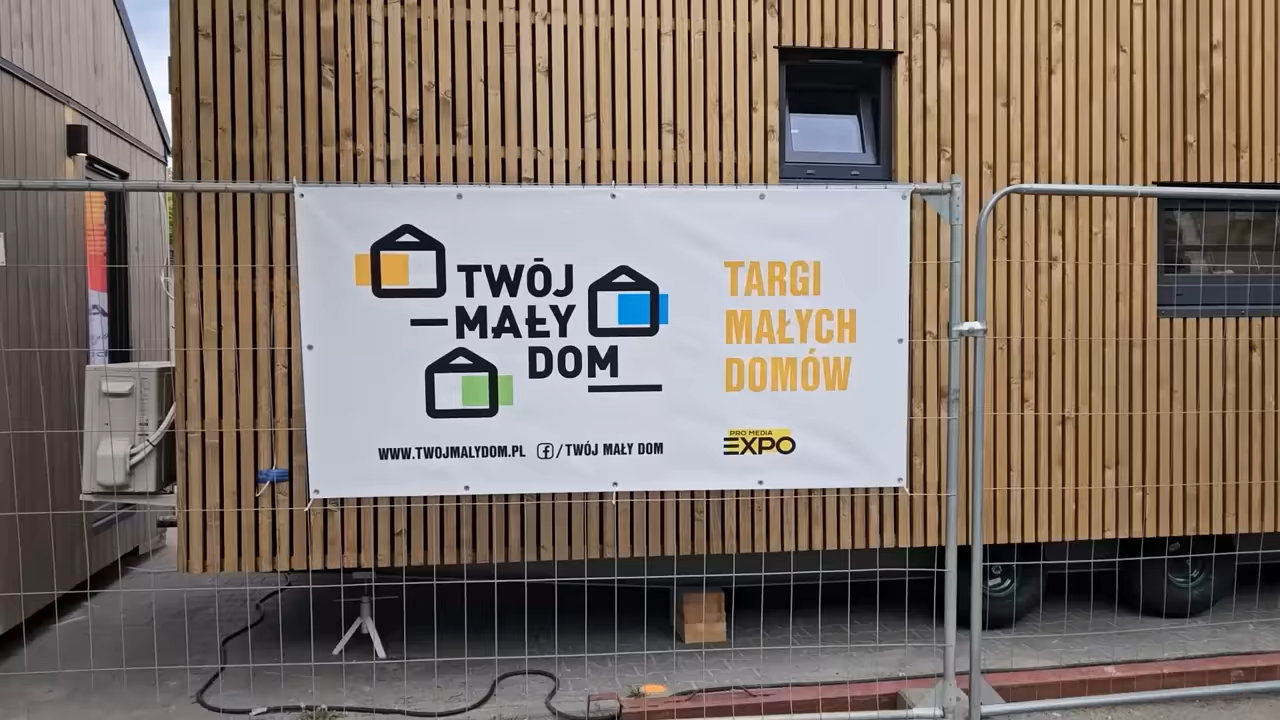 TWÓJ
MAŁY
DOM
TARGI
MAŁYCH
DOMÓW
WWW.TWOJMALYDOM.PL f/TWÓJ MAŁY DOM
PRO MEDIA
EXPO